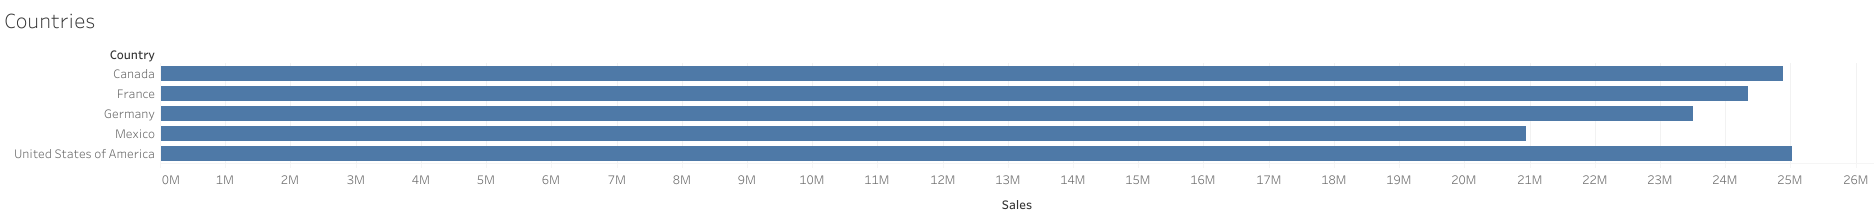 Countries
Country
Canada
France
Germany
Mexico
United States of America
0M 1M 2M 3M 4M 5M 6M 7M 8M 9M 10M 11M 12M 13M 14M 15M 16M 17M 18M 19M 20M 21M 22M 23M 24M 25M 26M
Sales